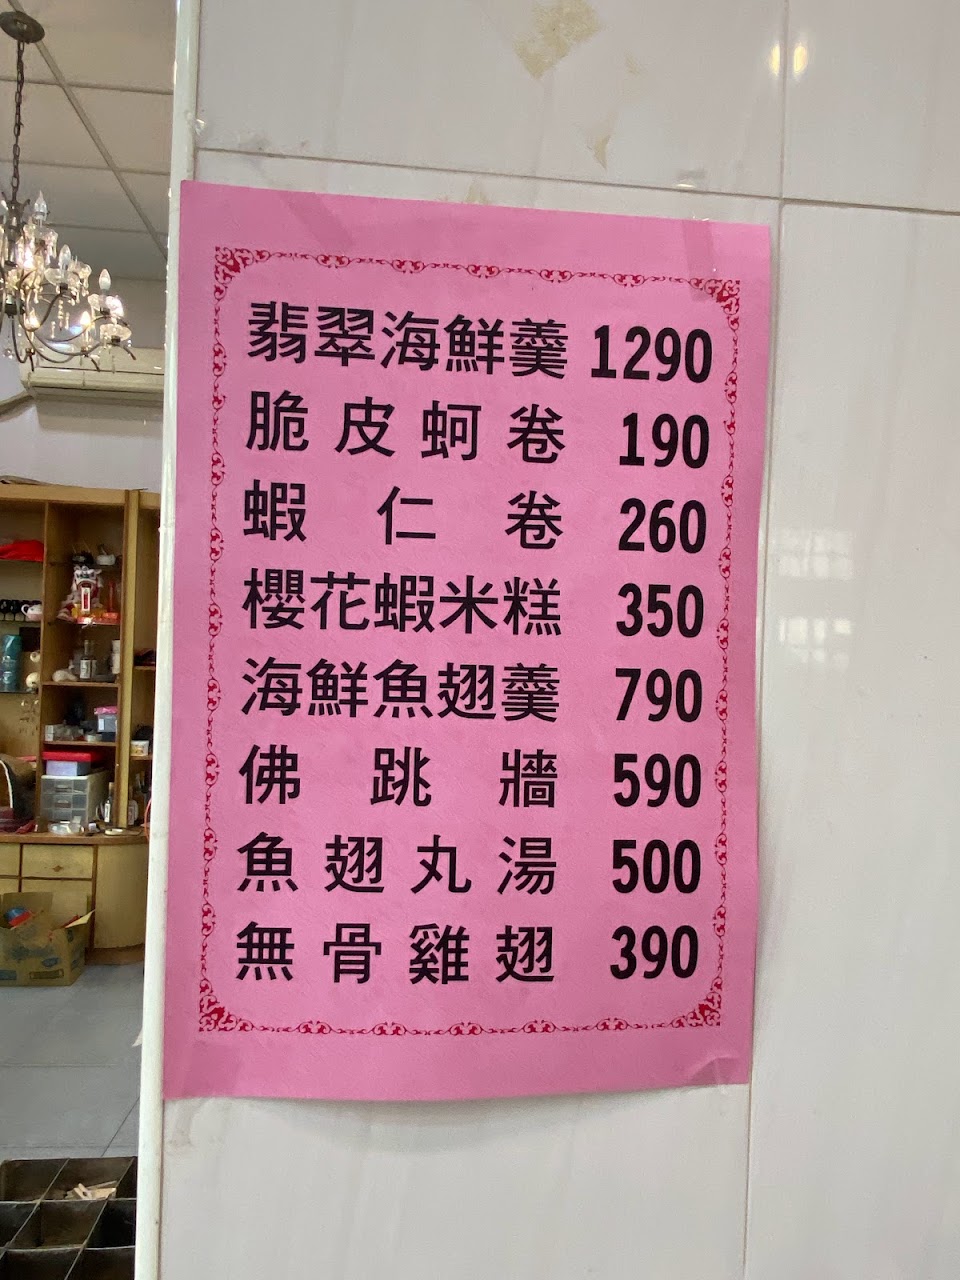 翡翠海鮮羹 1290
脆皮蚵卷 190
蝦仁卷 260
櫻花蝦米糕 350
海鮮魚翅羹 790
佛跳牆 590
魚翅丸湯 500
無骨雞翅 390